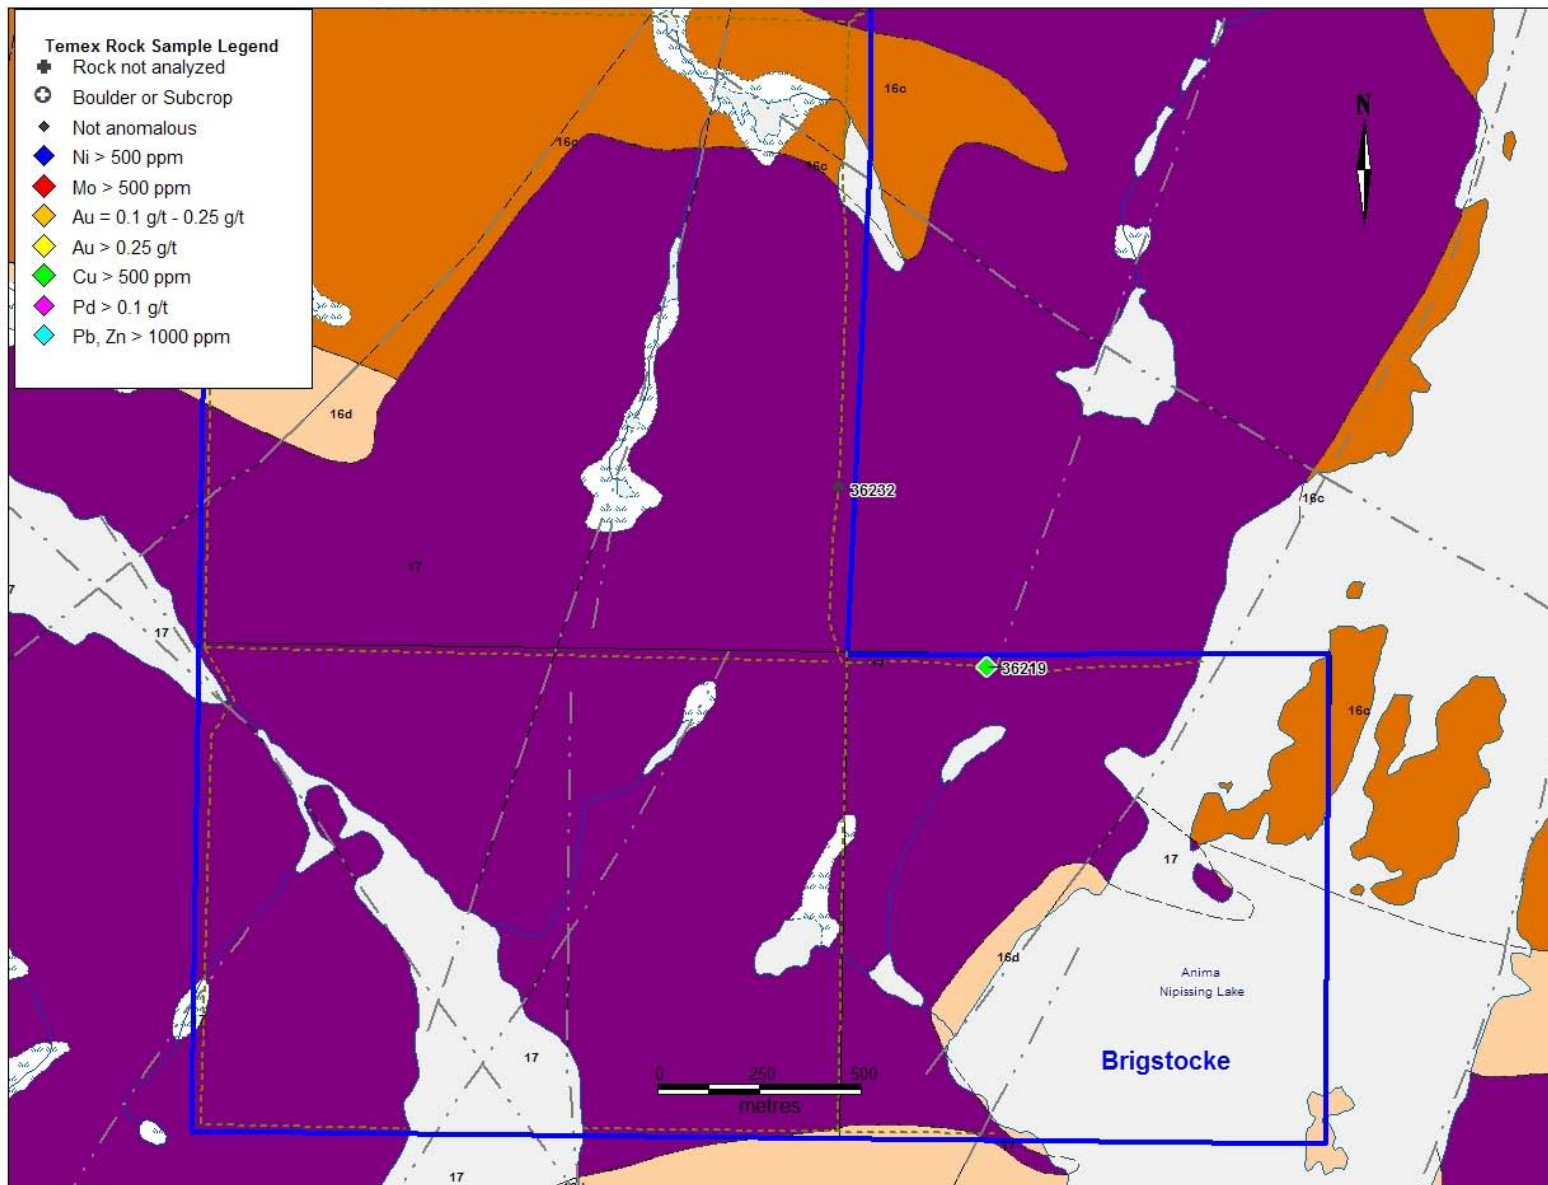 Temex Rock Sample Legend
Rock not analyzed
Boulder or Subcrop
Not anomalous
Ni > 500 ppm
Mo > 500 ppm
Au = 0.1 g/t - 0.25 g/t
Au > 0.25 g/t
Cu > 500 ppm
Pd > 0.1 g/t
Pb, Zn > 1000 ppm
N
16c
16c
16c
16d
36232
16c
17
7
17
17
36219
16c
17
16d
Anima
Nipissing Lake
7
17
Brigstocke
0 250 500
metres
17
17